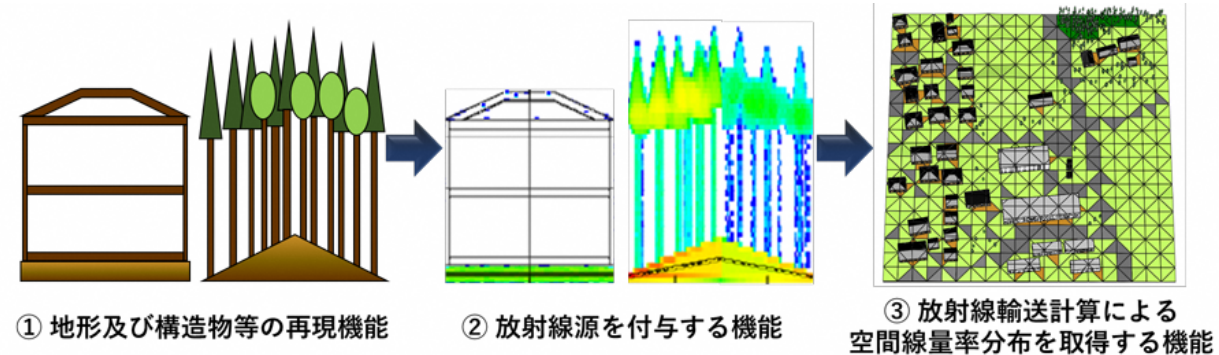 ① 地形及び構造物等の再現機能
② 放射線源を付与する機能
③ 放射線輸送計算による
空間線量率分布を取得する機能